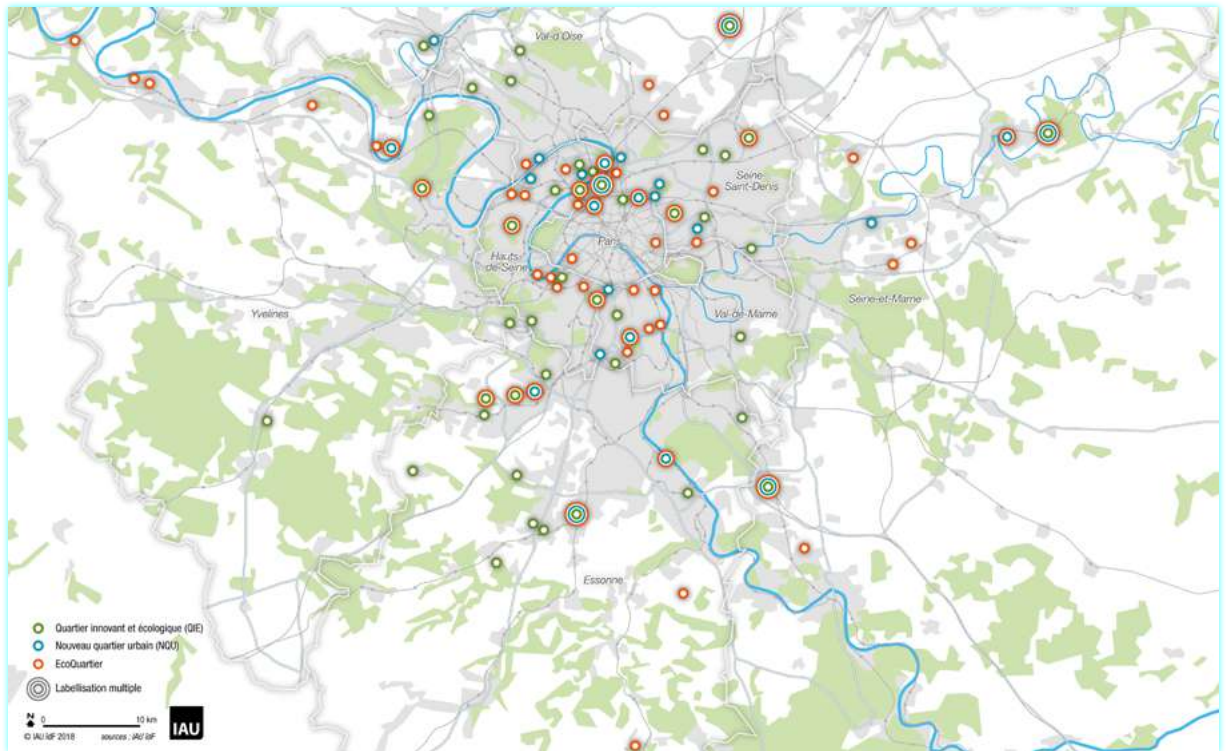 Val-d'Oise
Seine-
Saint-Denis
Paris
Hauts-
de-Seine
Yvelines
Val-de-Marne
Seine-et-Marne
Essonne
Quartier innovant et écologique (QIE)
Nouveau quartier urbain (NQU)
EcoQuartier
Labellisation multiple
N 0 10 km
© IAU îdF 2018 sources : IAU îdF
IAU